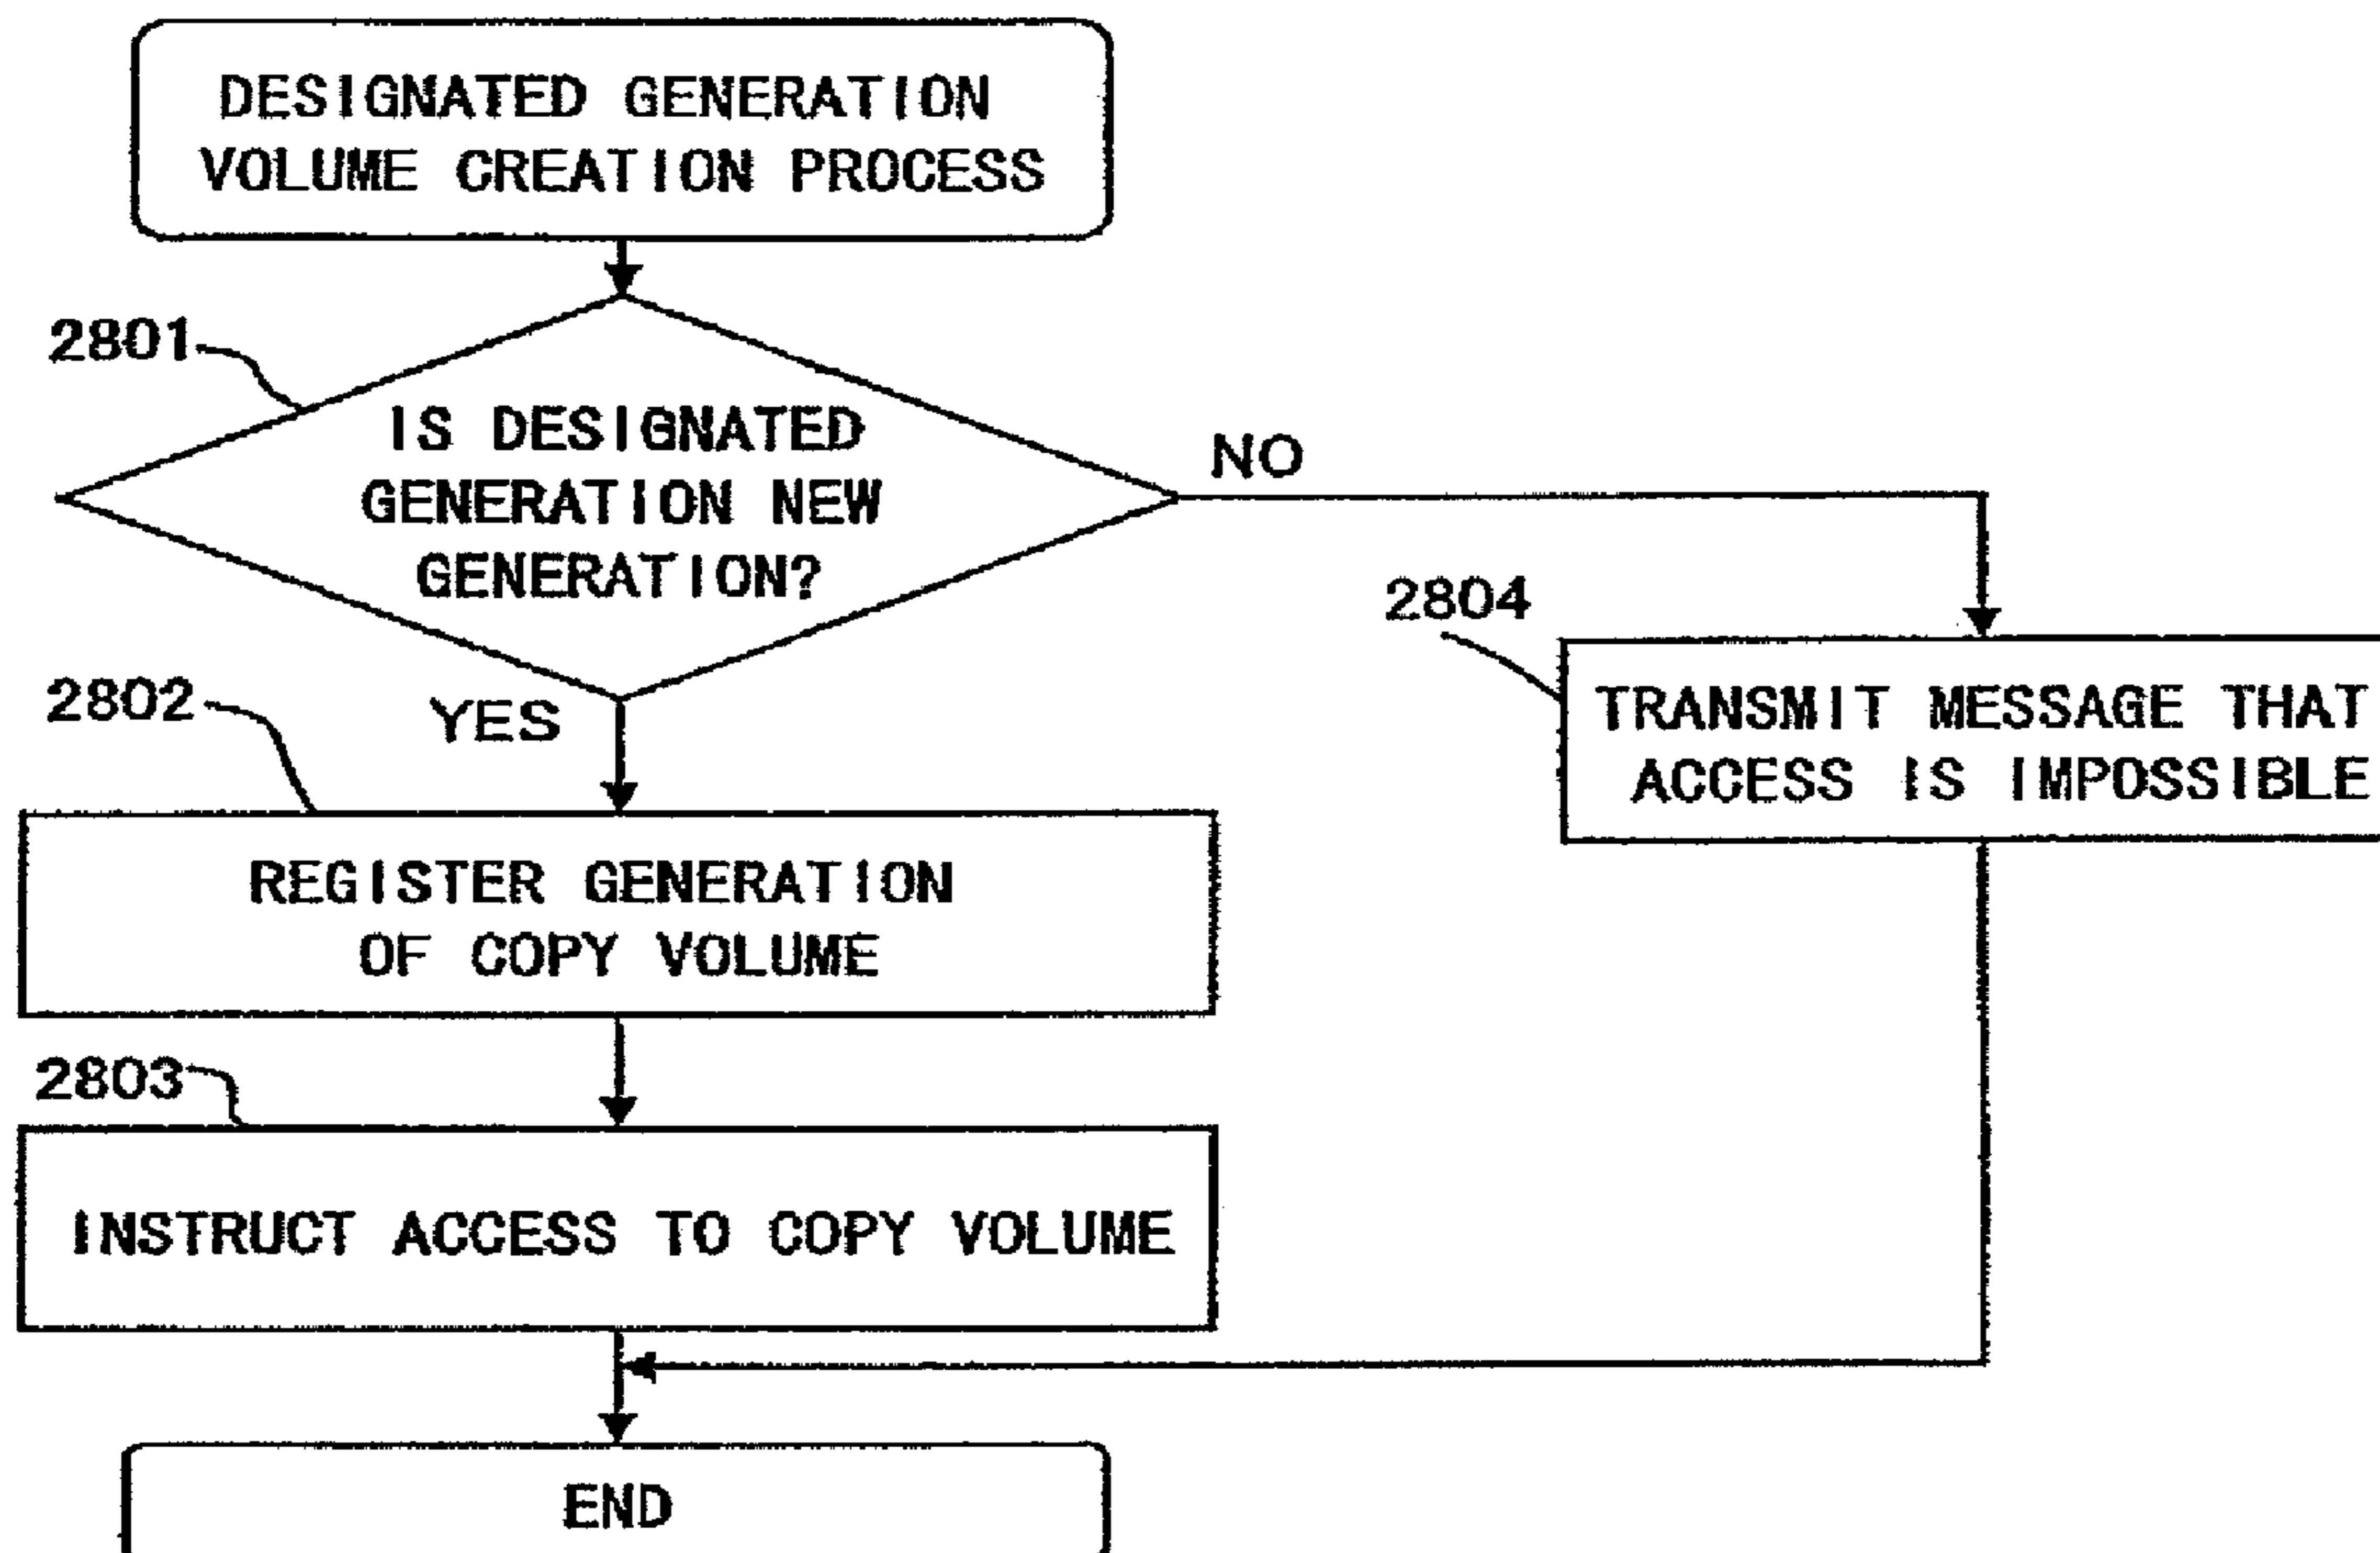 DESIGNATED GENERATION
VOLUME CREATION PROCESS
2801
IS DESIGNATED
GENERATION NEW
GENERATION?
NO
YES
2804
TRANSMIT MESSAGE THAT
ACCESS IS IMPOSSIBLE
2802
REGISTER GENERATION
OF COPY VOLUME
2803
INSTRUCT ACCESS TO COPY VOLUME
END